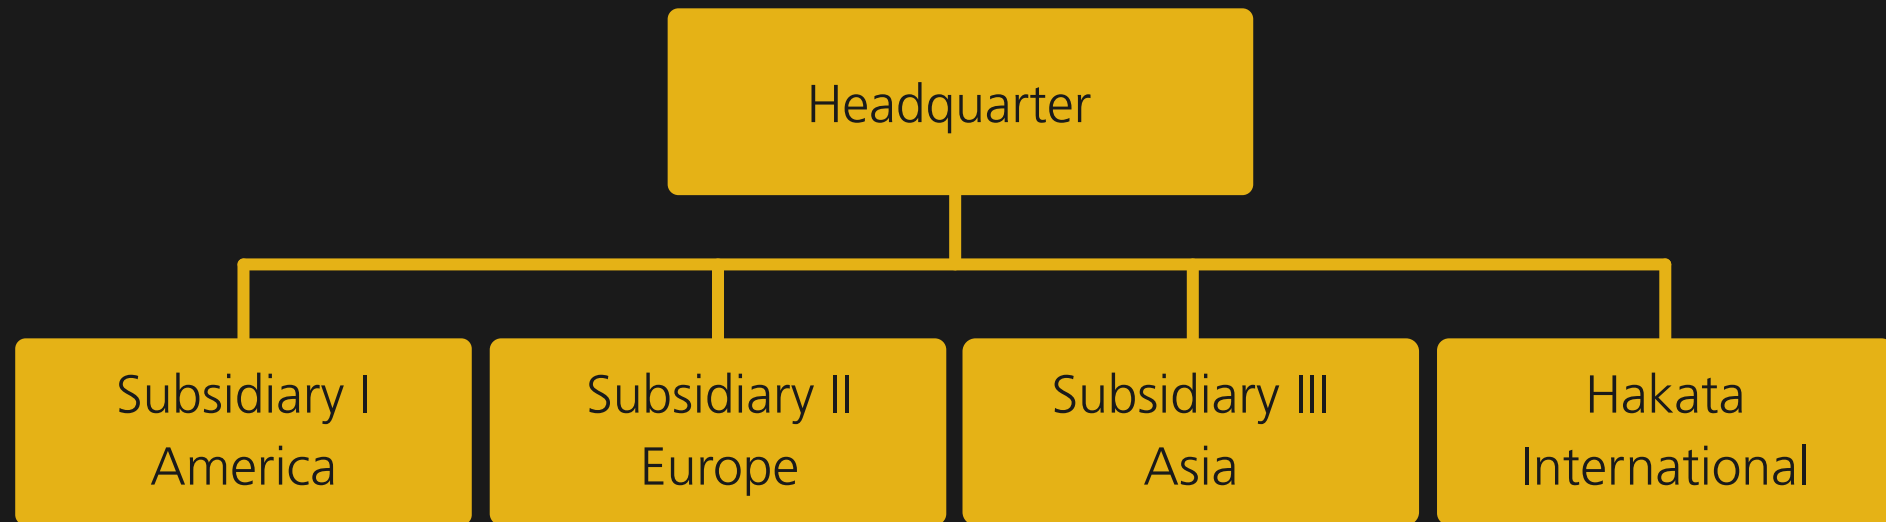 Headquarter
Subsidiary I
America
Subsidiary II
Europe
Subsidiary III
Asia
Hakata
International